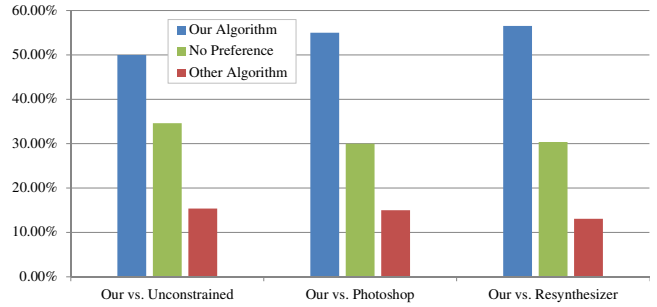 60.00%
50.00%
40.00%
30.00%
20.00%
10.00%
0.00%
Our Algorithm
No Preference
Other Algorithm
Our vs. Unconstrained
Our vs. Photoshop
Our vs. Resynthesizer